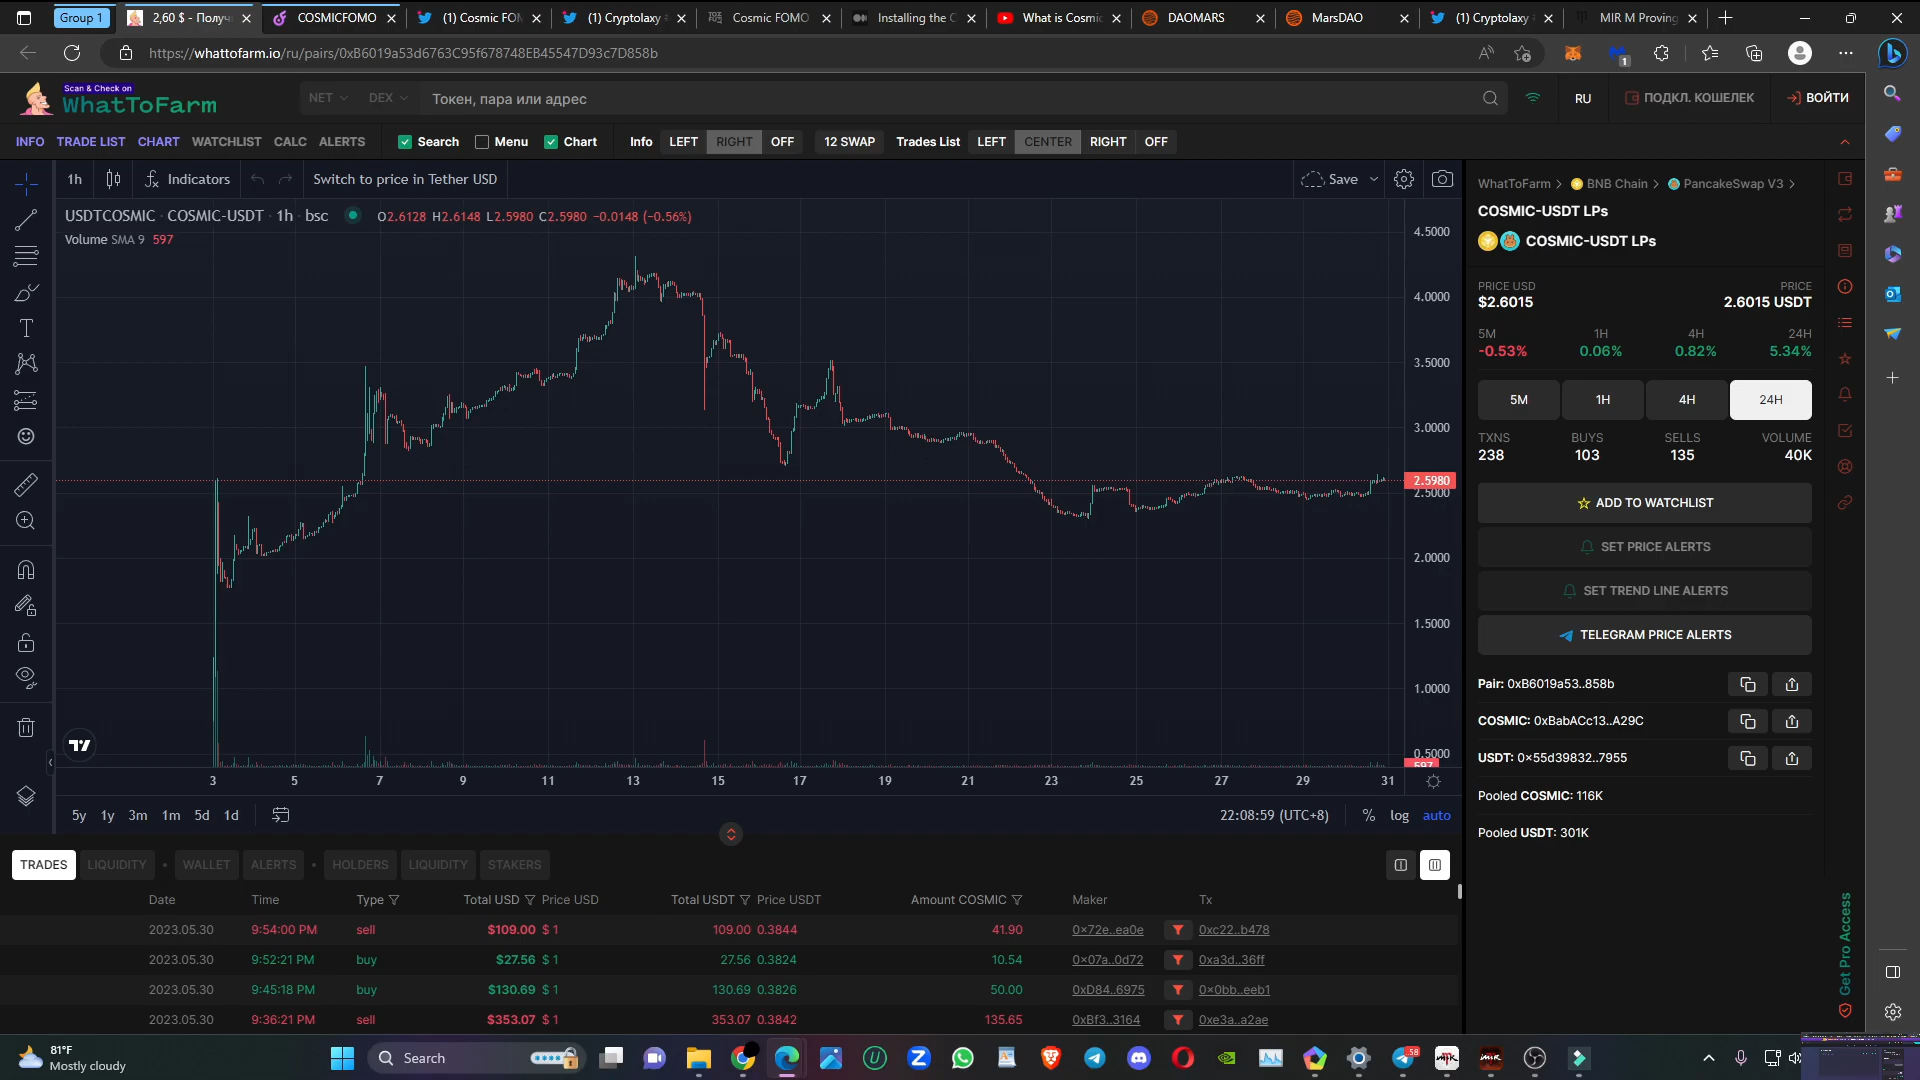 Group 1
2,60 $ - Получ
COSMICFOMO
(1) Cosmic FOM
(1) Cryptolaxy
Cosmic FOMO
Installing the C
What is Cosmic
DAOMARS
MarsDAO
(1) Cryptolaxy
MIR M Proving
https://whattofarm.io/ru/pairs/0xB6019a53d6763C95f678748EB45547D93c7D858b
1
Scan & Check on
WhatToFarm
NET
DEX
Токен, пара или адрес
RU
ПОДКЛ. КОШЕЛЕК
ВОЙТИ
INFO TRADE LIST CHART WATCHLIST CALC ALERTS
Search Menu Chart
Info LEFT RIGHT OFF
12 SWAP
Trades List LEFT CENTER RIGHT OFF
1h
Indicators
Switch to price in Tether USD
Save
USDTCOSMIC · COSMIC-USDT · 1h · bsc
O2.6128 H2.6148 L2.5980 C2.5980 −0.0148 (−0.56%)
Volume SMA 9 597
4.5000
4.0000
3.5000
3.0000
2.5980
2.5000
2.0000
1.5000
1.0000
0.5000
597
3 5 7 9 11 13 15 17 19 21 23 25 27 29 31
5y 1y 3m 1m 5d 1d
22:08:59 (UTC+8)
% log auto
WhatToFarm > BNB Chain > PancakeSwap V3 >
COSMIC-USDT LPs
COSMIC-USDT LPs
PRICE USD PRICE
$2.6015 2.6015 USDT
5M 1H 4H 24H
-0.53% 0.06% 0.82% 5.34%
5M 1H 4H 24H
TXNS BUYS SELLS VOLUME
238 103 135 40K
ADD TO WATCHLIST
SET PRICE ALERTS
SET TREND LINE ALERTS
TELEGRAM PRICE ALERTS
Pair: 0xB6019a53..858b
COSMIC: 0xBabACc13..A29C
USDT: 0x55d39832..7955
Pooled COSMIC: 116K
Pooled USDT: 301K
Get Pro Access
TRADES LIQUIDITY • WALLET ALERTS • HOLDERS LIQUIDITY STAKERS
Date Time Type Total USD Price USD Total USDT Price USDT Amount COSMIC Maker Tx
2023.05.30 9:54:00 PM sell $109.00 $ 1 109.00 0.3844 41.90 0x72e..ea0e 0xc22..b478
2023.05.30 9:52:21 PM buy $27.56 $ 1 27.56 0.3824 10.54 0x07a..0d72 0xa3d..36ff
2023.05.30 9:45:18 PM buy $130.69 $ 1 130.69 0.3826 50.00 0xD84..6975 0x0bb..eeb1
2023.05.30 9:36:21 PM sell $353.07 $ 1 353.07 0.3842 135.65 0xBf3..3164 0xe3a..a2ae
81°F
Mostly cloudy
Search
58